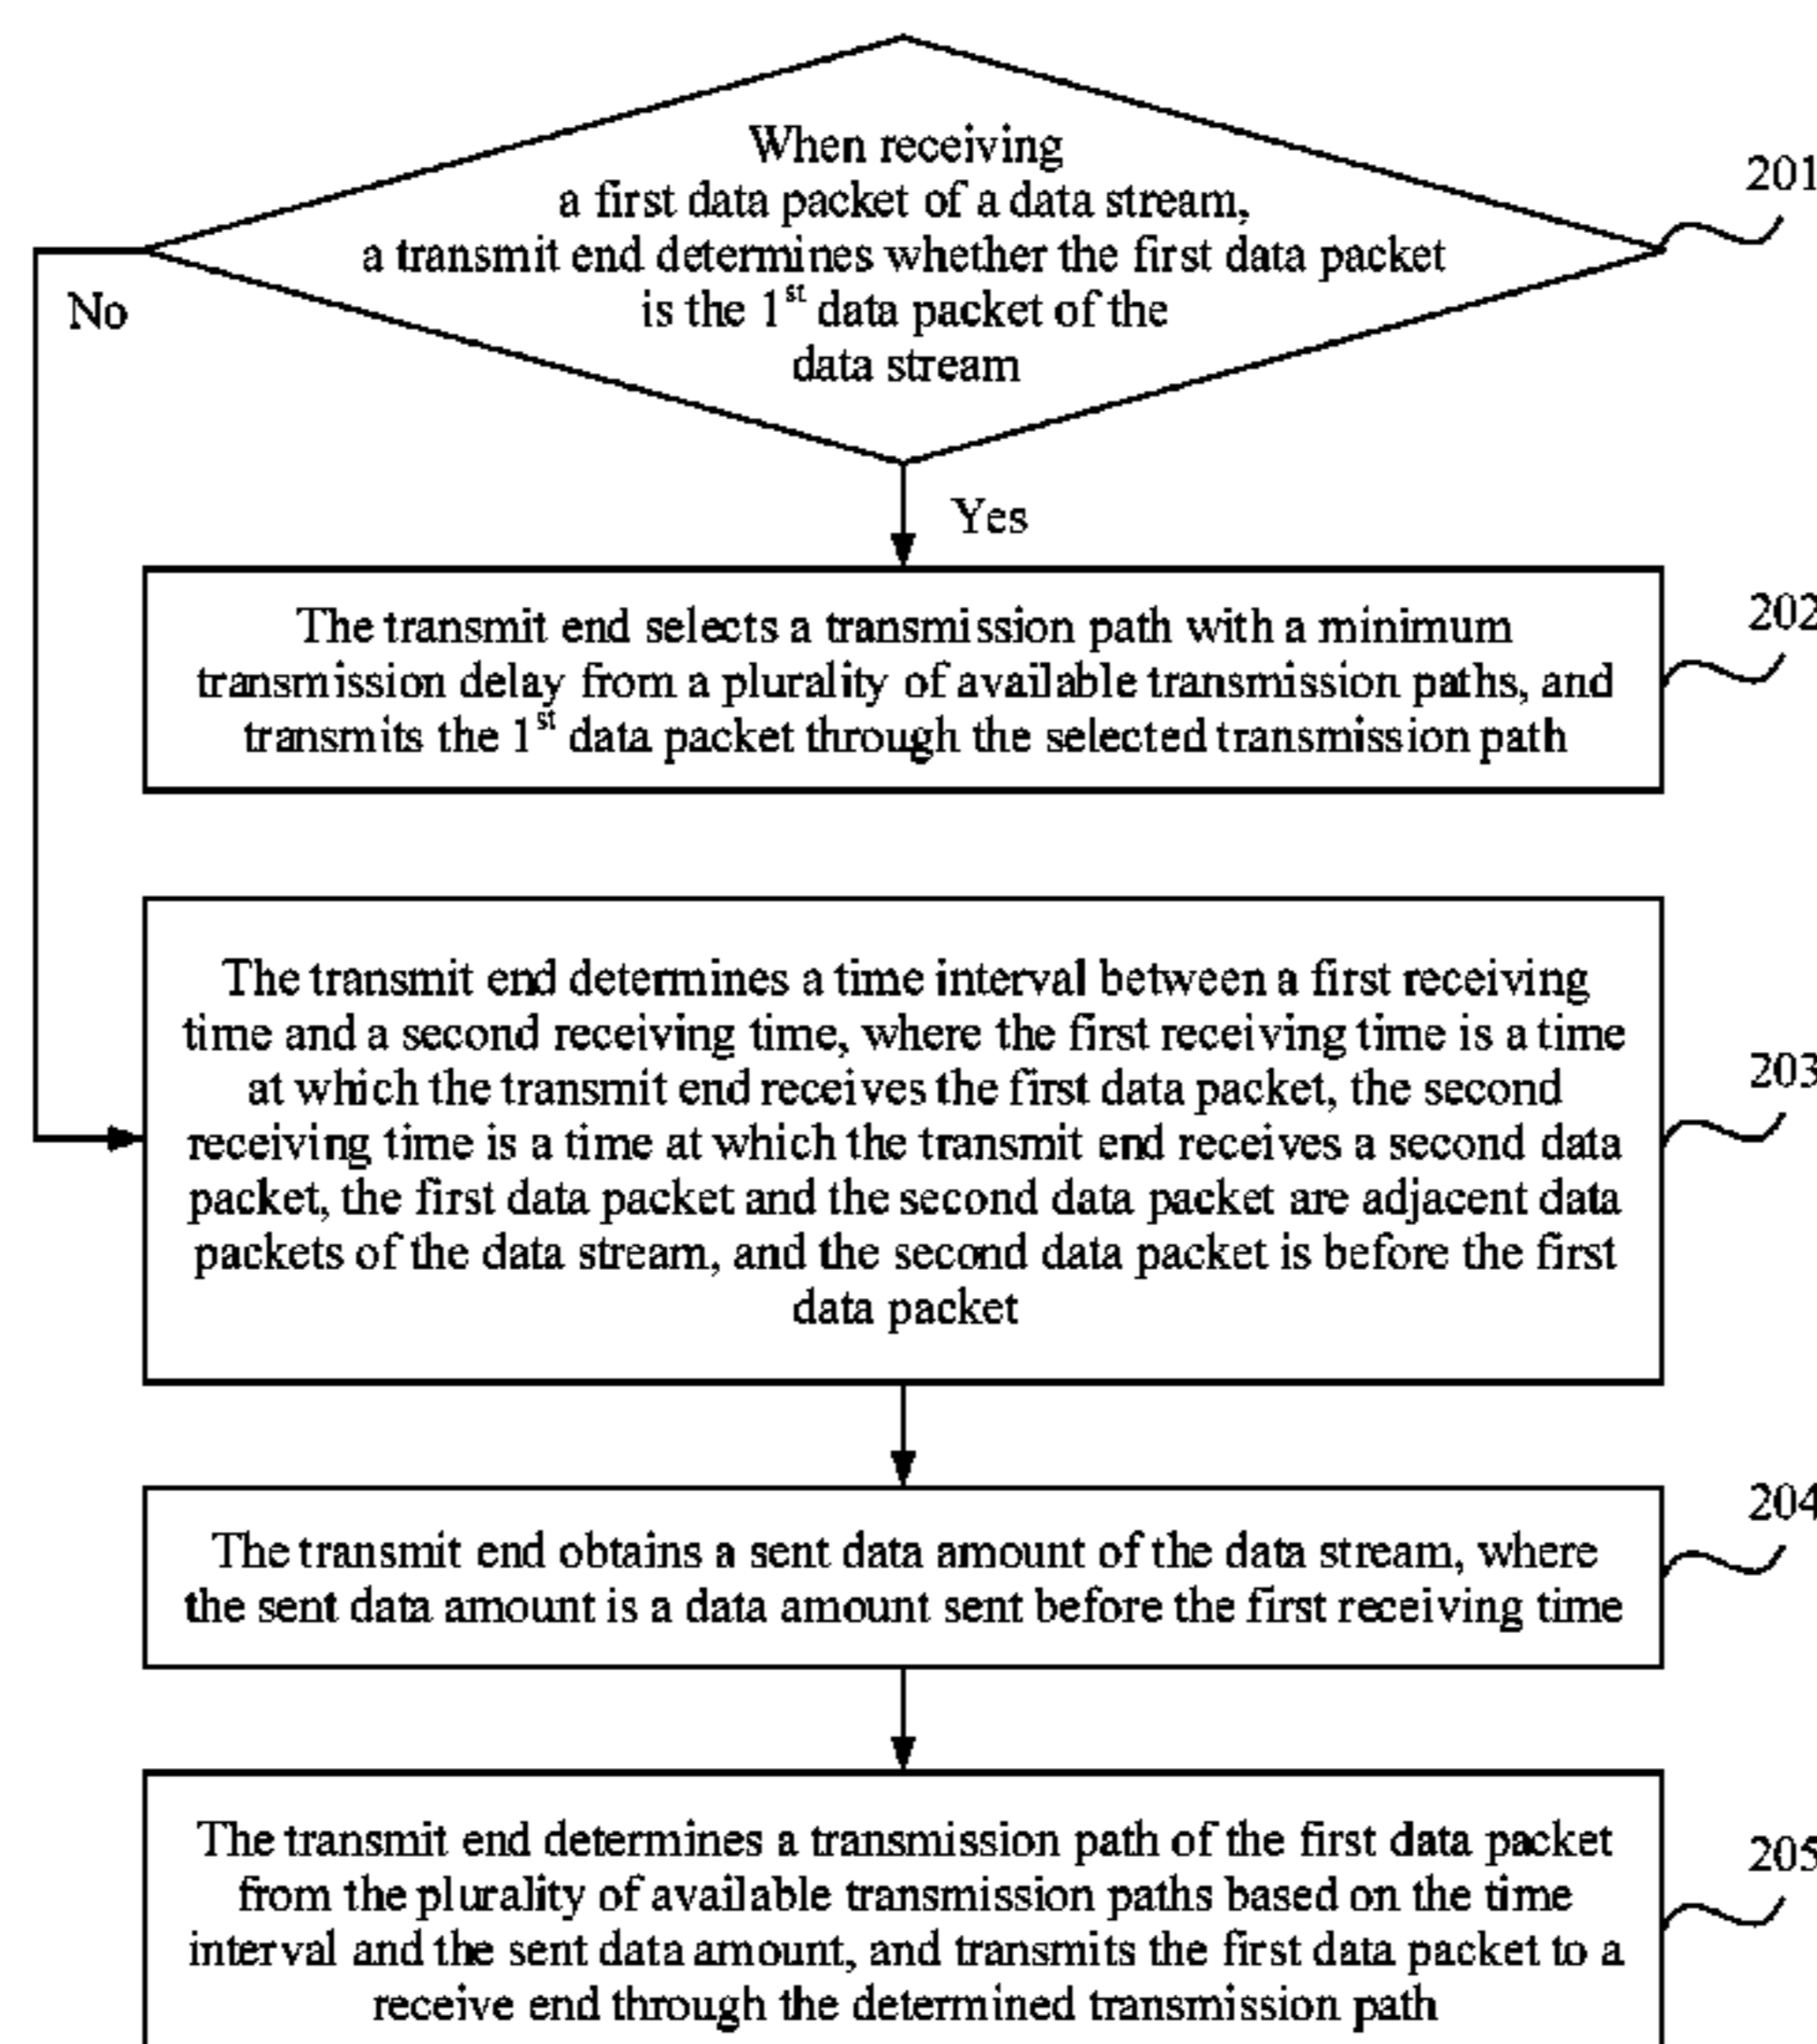 When receiving
a first data packet of a data stream,
a transmit end determines whether the first data packet
is the 1st data packet of the
data stream
201
No
Yes
The transmit end selects a transmission path with a minimum
transmission delay from a plurality of available transmission paths, and
transmits the 1st data packet through the selected transmission path
202
The transmit end determines a time interval between a first receiving
time and a second receiving time, where the first receiving time is a time
at which the transmit end receives the first data packet, the second
receiving time is a time at which the transmit end receives a second data
packet, the first data packet and the second data packet are adjacent data
packets of the data stream, and the second data packet is before the first
data packet
203
The transmit end obtains a sent data amount of the data stream, where
the sent data amount is a data amount sent before the first receiving time
204
The transmit end determines a transmission path of the first data packet
from the plurality of available transmission paths based on the time
interval and the sent data amount, and transmits the first data packet to a
receive end through the determined transmission path
205